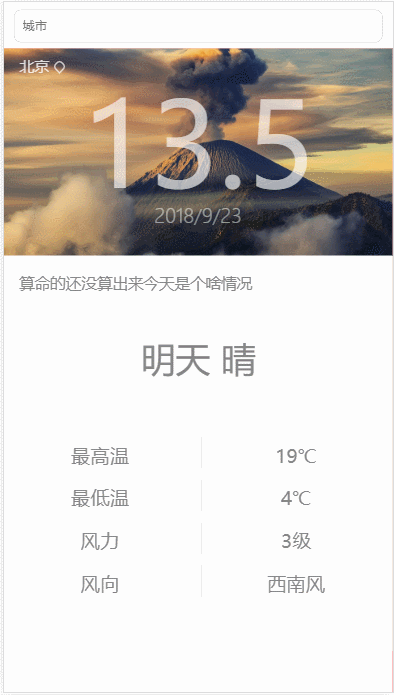 城市
北京
13.5
2018/9/23
算命的还没算出来今天是个啥情况
明天 晴
最高温 19℃
最低温 4℃
风力 3级
风向 西南风